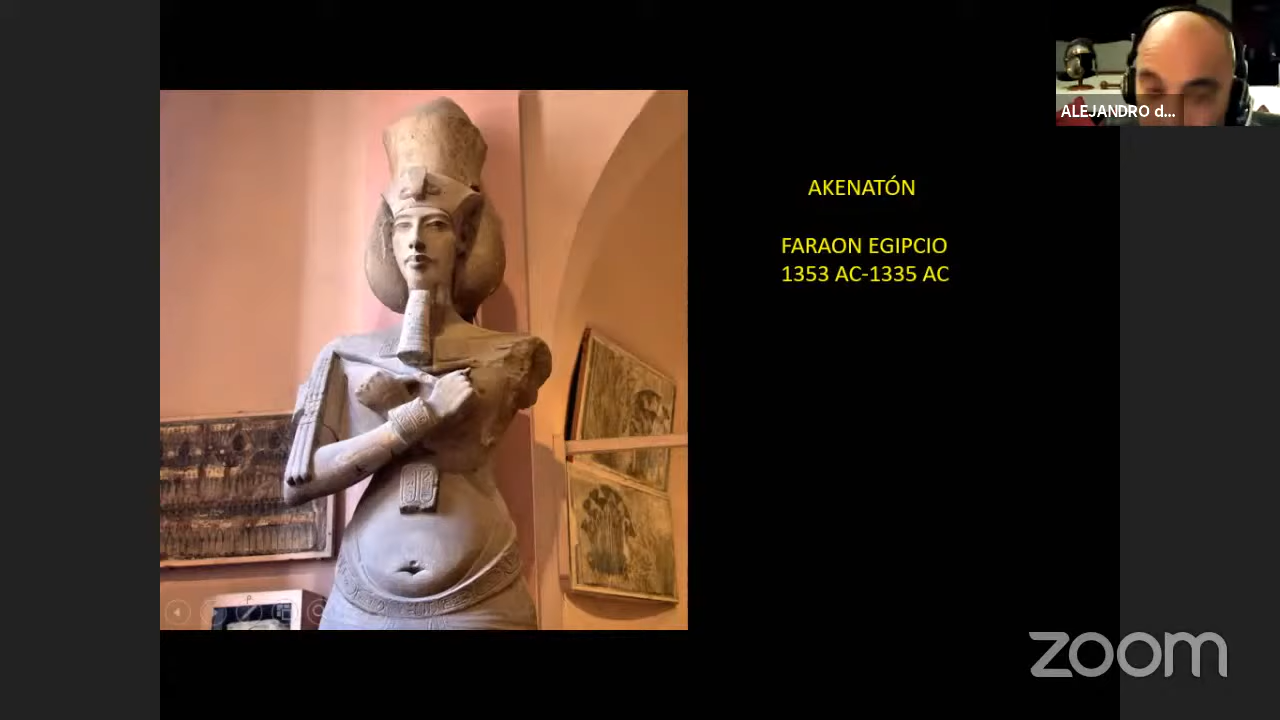 ALEJANDRO d...
AKENATÓN
FARAON EGIPCIO
1353 AC-1335 AC
zoom